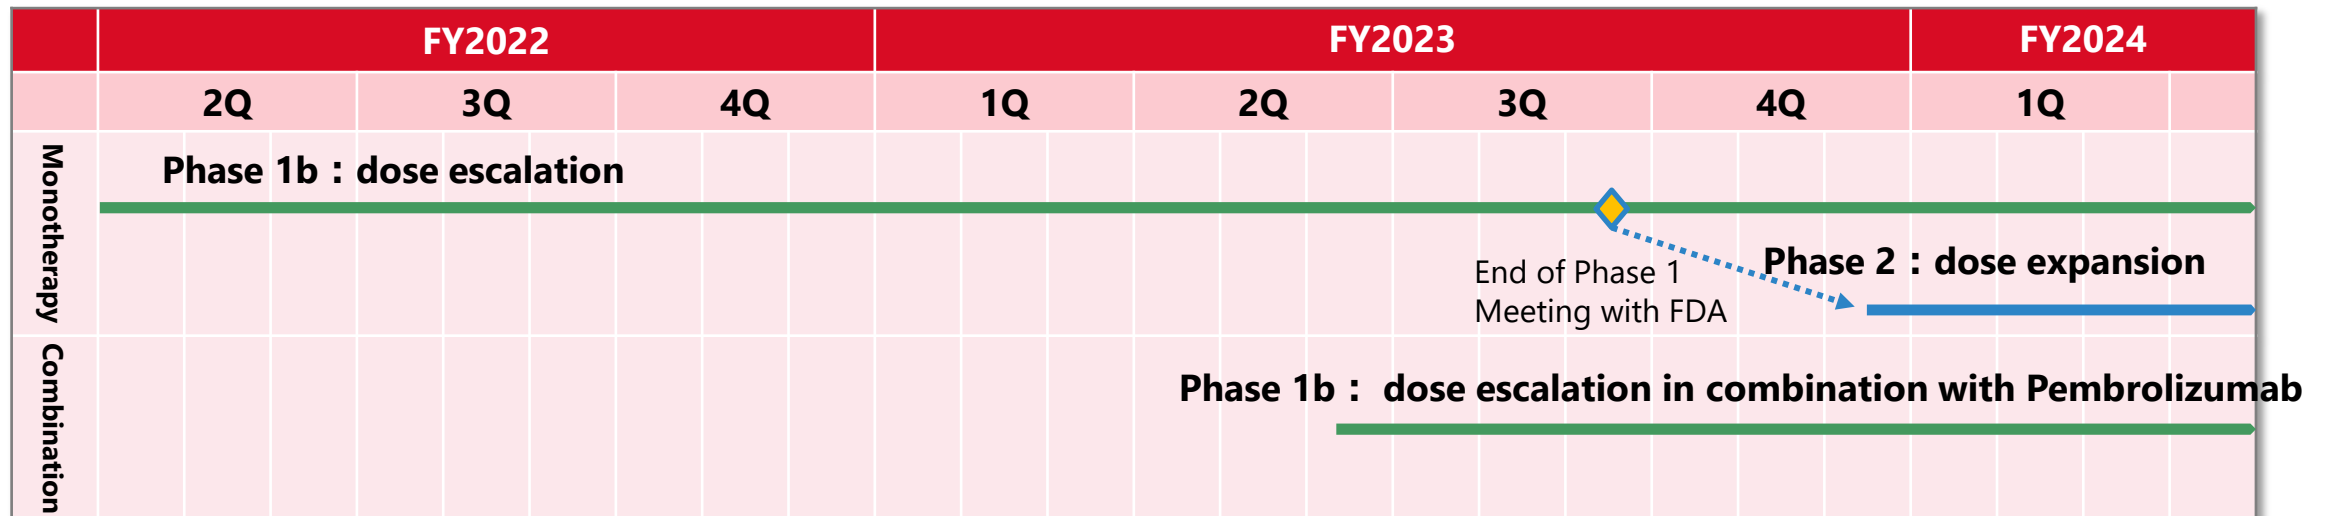 FY2022 FY2023 FY2024
2Q 3Q 4Q 1Q 2Q 3Q 4Q 1Q
Monotherapy
Phase 1b：dose escalation
End of Phase 1
Meeting with FDA
Phase 2：dose expansion
Combination
Phase 1b： dose escalation in combination with Pembrolizumab